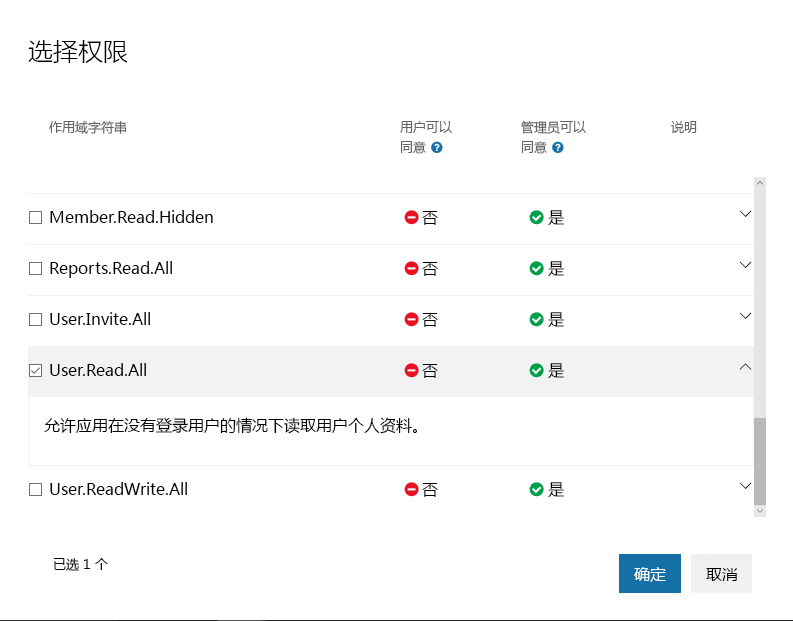 选择权限
作用域字符串 用户可以 管理员可以 说明
同意 ? 同意 ?
Member.Read.Hidden 否 是
Reports.Read.All 否 是
User.Invite.All 否 是
User.Read.All 否 是
允许应用在没有登录用户的情况下读取用户个人资料。
User.ReadWrite.All 否 是
已选 1 个 确定 取消